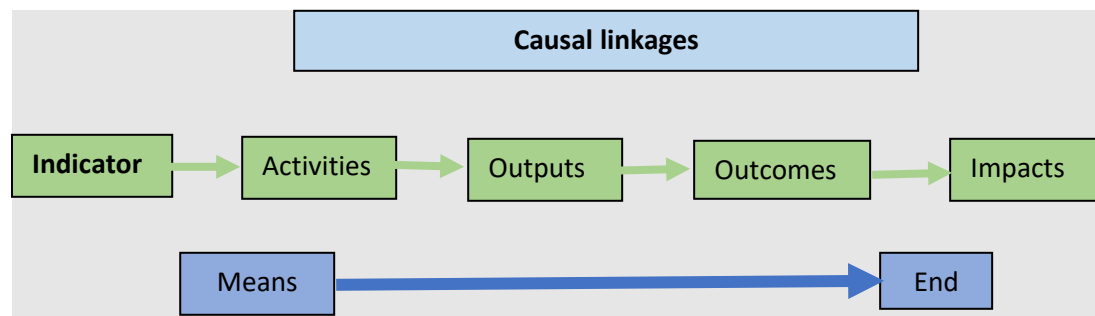 Causal linkages
Indicator Activities Outputs Outcomes Impacts
Means End